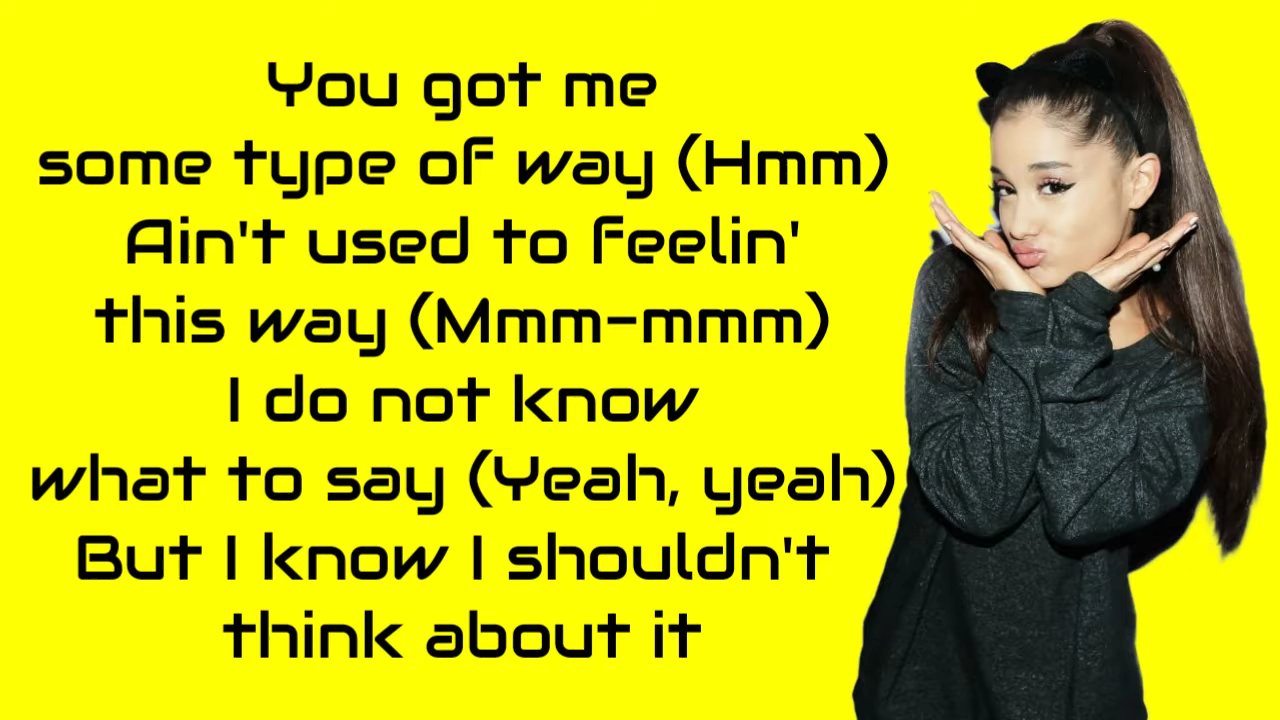 You got me
some type of way (Hmm)
Ain't used to feelin'
this way (Mmm-mmm)
I do not know
what to say (Yeah, yeah)
But I know I shouldn't
think about it